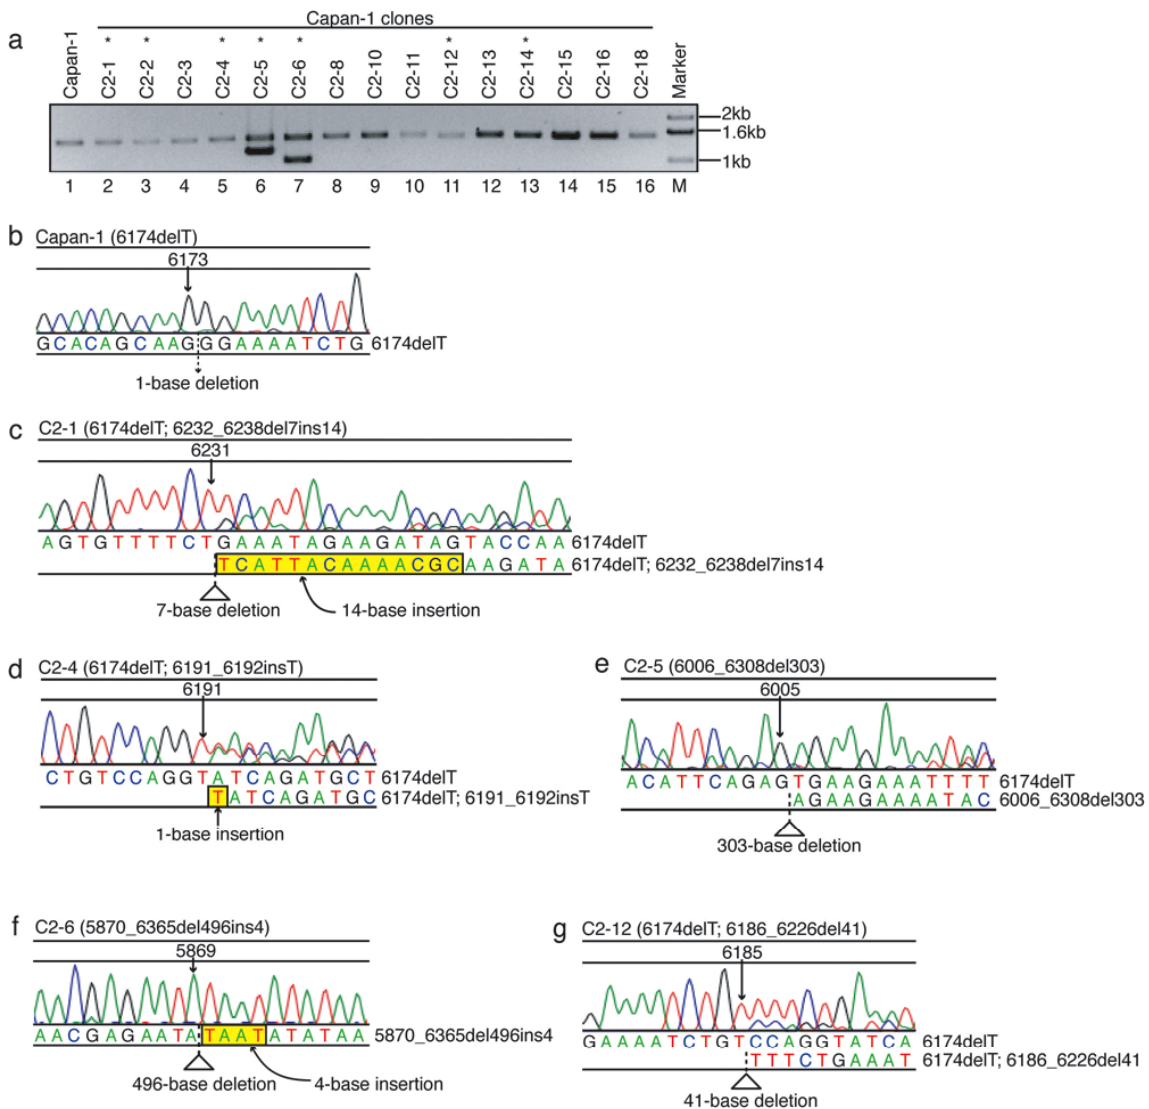 a
Capan-1 clones
* * * * * * *
Capan-1 C2-1 C2-2 C2-3 C2-4 C2-5 C2-6 C2-8 C2-10 C2-11 C2-12 C2-13 C2-14 C2-15 C2-16 C2-18 Marker
2kb
1.6kb
1kb
1 2 3 4 5 6 7 8 9 10 11 12 13 14 15 16 M
b
Capan-1 (6174delT)
6173
GCACAGCAAGGGAAAATCTG 6174delT
1-base deletion
c
C2-1 (6174delT; 6232_6238del7ins14)
6231
AGTGTTTTCTGAAATAGAAGATAGTACCAA 6174delT
TCATTACAAAACGCAAGATA 6174delT; 6232_6238del7ins14
7-base deletion 14-base insertion
d
C2-4 (6174delT; 6191_6192insT)
6191
CTGTCCAGGTATCAGATGCT 6174delT
TATCAGATGC 6174delT; 6191_6192insT
1-base insertion
e
C2-5 (6006_6308del303)
6005
ACATTCAGAGTGAAGAAATTTT 6174delT
AGAAGAAAATAC 6006_6308del303
303-base deletion
f
C2-6 (5870_6365del496ins4)
5869
AACGAGAATATAATATATAA 5870_6365del496ins4
496-base deletion 4-base insertion
g
C2-12 (6174delT; 6186_6226del41)
6185
GAAAATCTGTCCAGGTATCA 6174delT
TTTCTGAAAT 6174delT; 6186_6226del41
41-base deletion